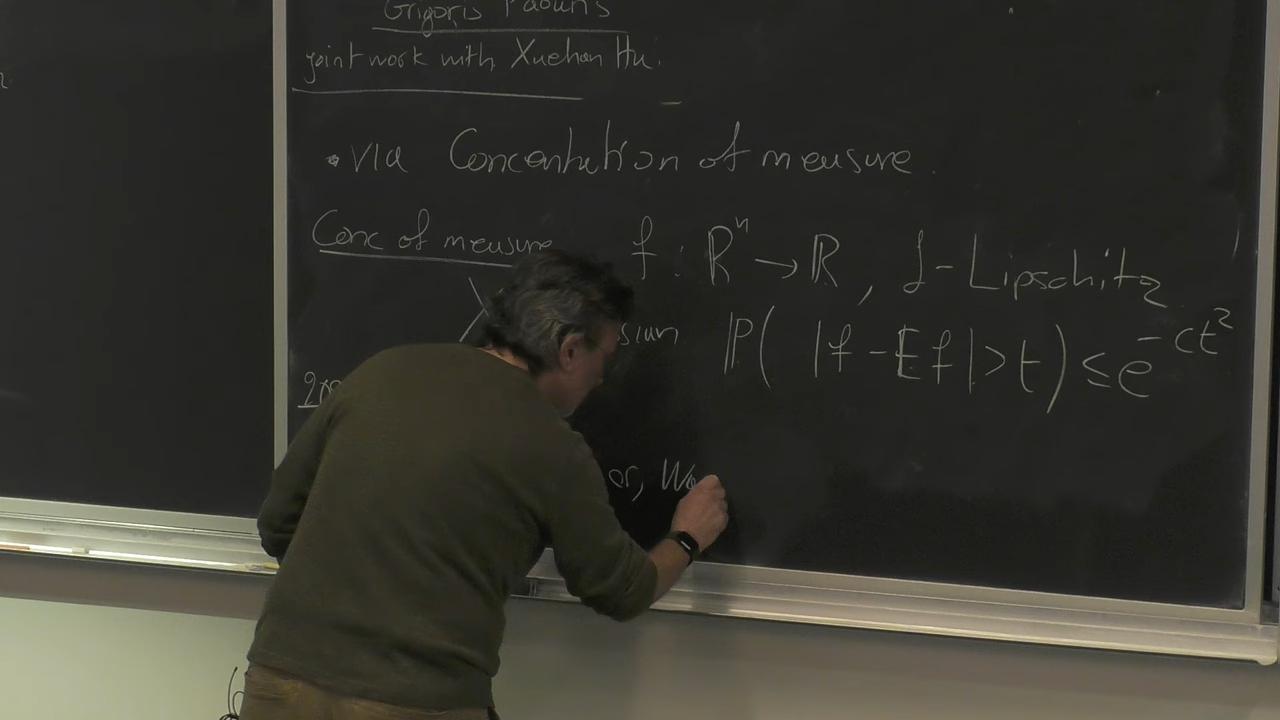 Grigoris Paouris
joint work with Xuehan Hu.
• via Concentration of measure.
Conc of measure f : ℝⁿ → ℝ, 1-Lipschitz
ℙ( |f - 𝔼f| > t ) ≤ e^{-ct²}
or,